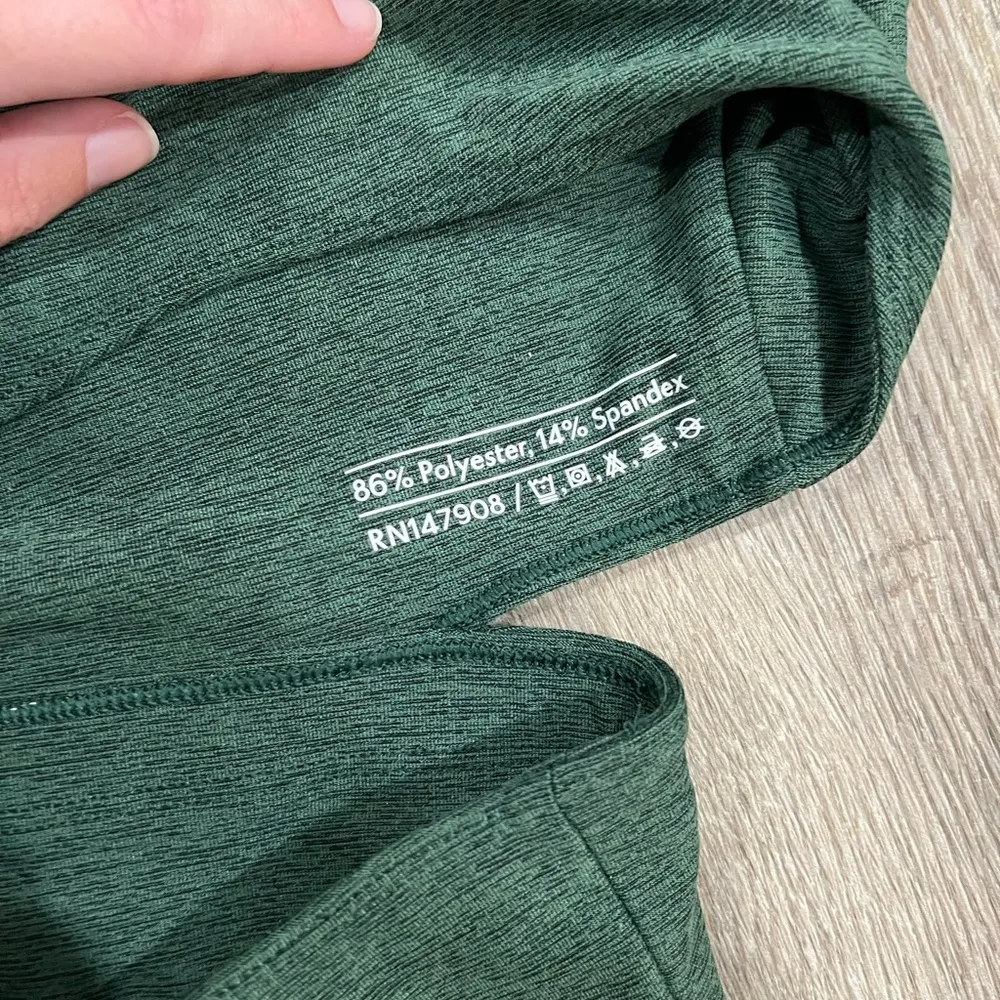 86% Polyester, 14% Spandex
RN147908 /